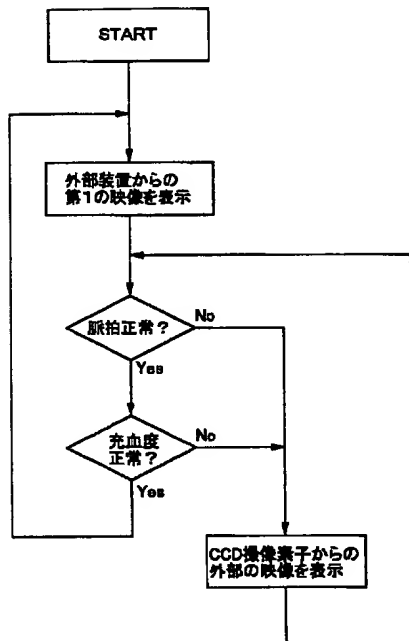 START
外部装置からの
第1の映像を表示
脈拍正常？
No
Yes
充血度
正常？
No
Yes
CCD撮像素子からの
外部の映像を表示